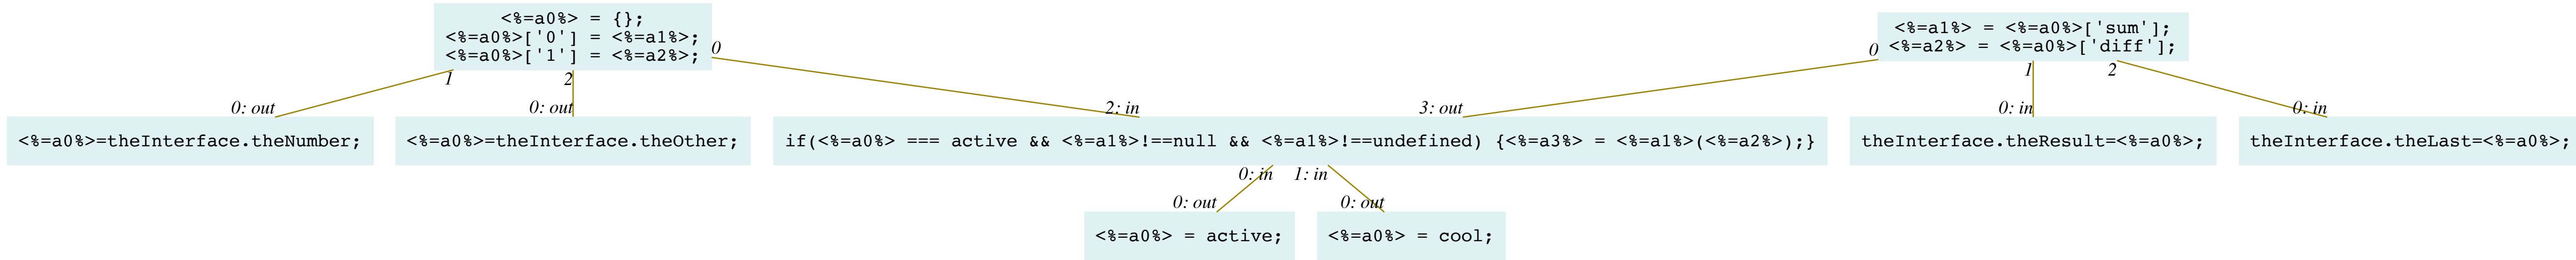 <%=a0%> = {};
<%=a0%>['0'] = <%=a1%>;
<%=a0%>['1'] = <%=a2%>;
0
1
2
<%=a1%> = <%=a0%>['sum'];
<%=a2%> = <%=a0%>['diff'];
0
1
2
0: out
0: out
2: in
3: out
0: in
0: in
<%=a0%>=theInterface.theNumber;
<%=a0%>=theInterface.theOther;
if(<%=a0%> === active && <%=a1%>!==null && <%=a1%>!==undefined) {<%=a3%> = <%=a1%>(<%=a2%>);}
theInterface.theResult=<%=a0%>;
theInterface.theLast=<%=a0%>;
0: in
1: in
0: out
0: out
<%=a0%> = active;
<%=a0%> = cool;